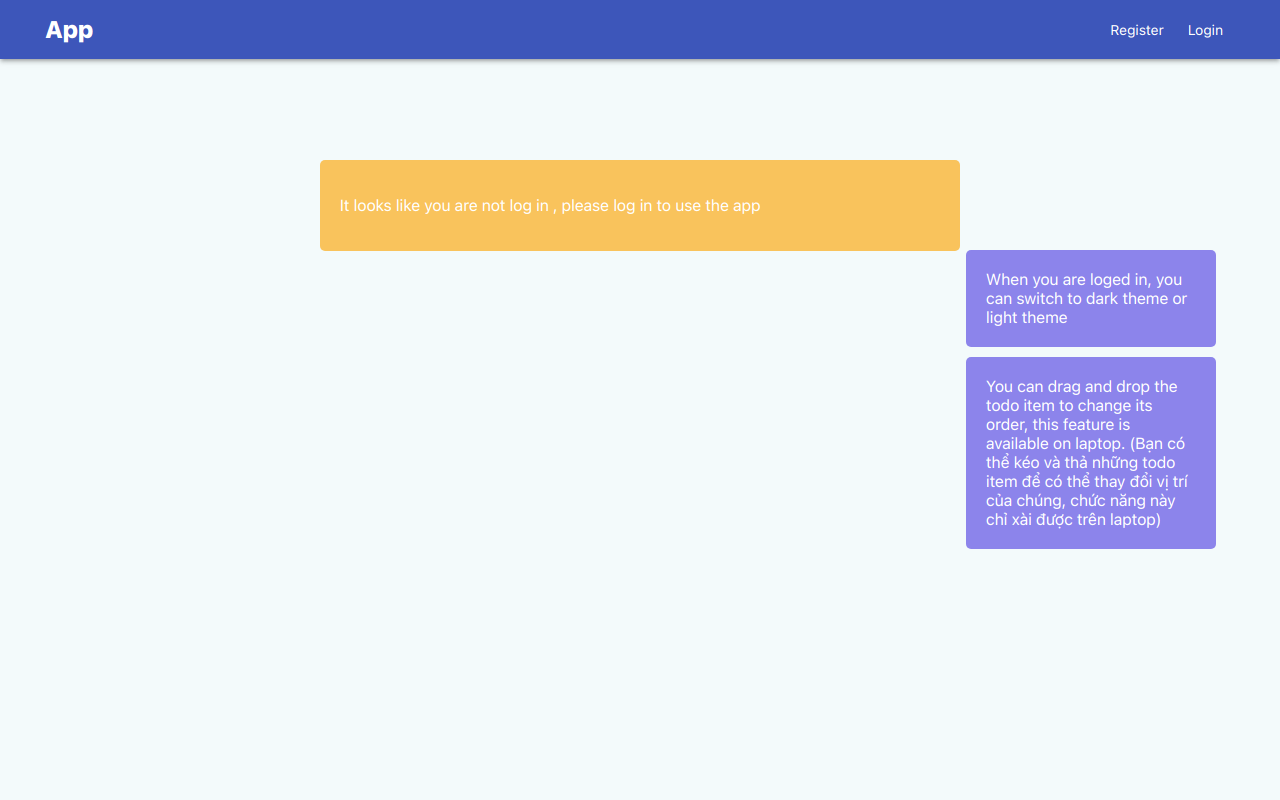 App
Register
Login
It looks like you are not log in , please log in to use the app
When you are loged in, you
can switch to dark theme or
light theme
You can drag and drop the
todo item to change its
order, this feature is
available on laptop. (Bạn có
thể kéo và thả những todo
item để có thể thay đổi vị trí
của chúng, chức năng này
chỉ xài được trên laptop)